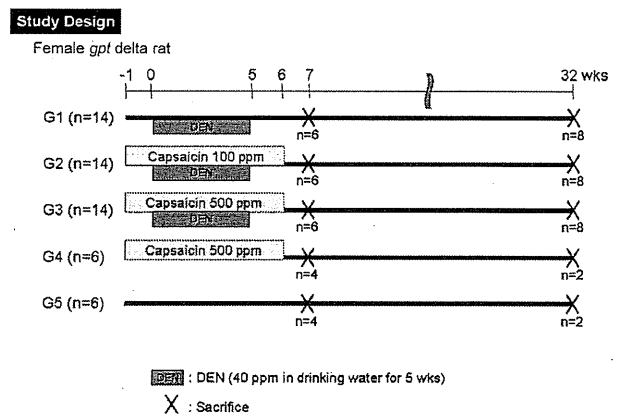 Study Design
Female gpt delta rat
-1 0 5 6 7 32 wks
G1 (n=14)
DEN
n=6 n=8
G2 (n=14) Capsaicin 100 ppm
DEN
n=6 n=8
G3 (n=14) Capsaicin 500 ppm
DEN
n=6 n=8
G4 (n=6) Capsaicin 500 ppm
n=4 n=2
G5 (n=6)
n=4 n=2
DEN : DEN (40 ppm in drinking water for 5 wks)
X : Sacrifice